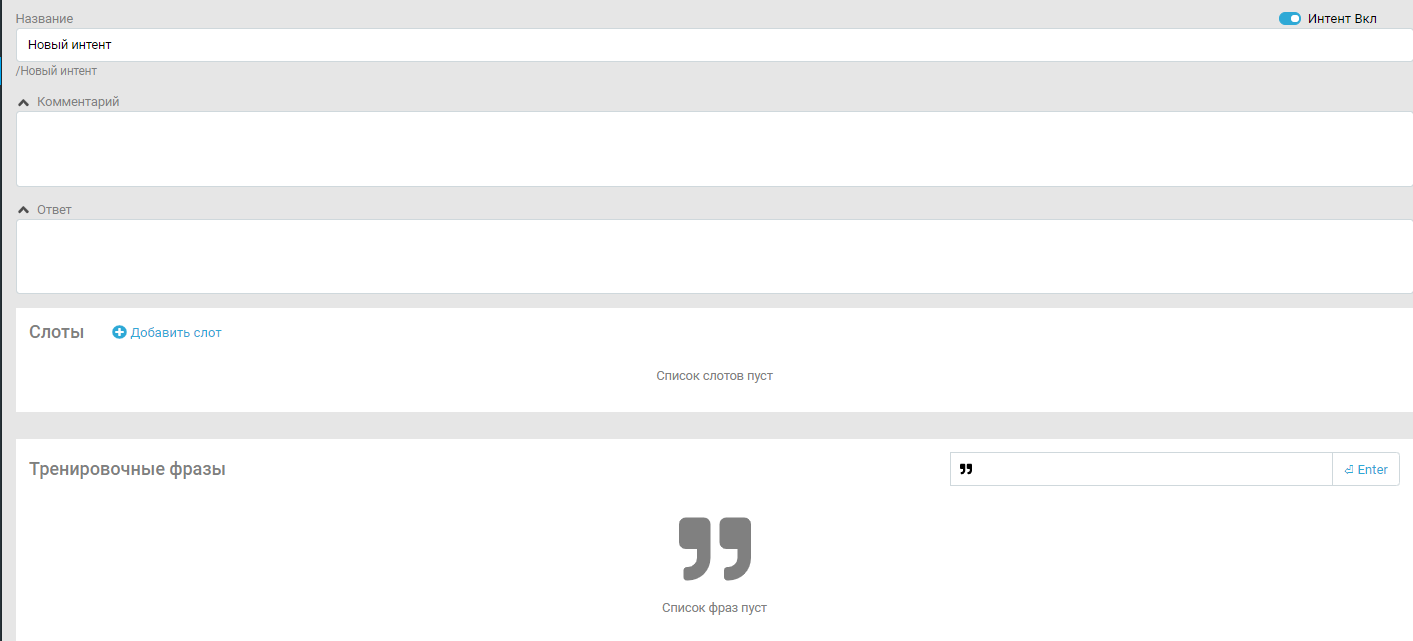 Название
Интент Вкл
Новый интент
/Новый интент
Комментарий
Ответ
Слоты
Добавить слот
Список слотов пуст
Тренировочные фразы
Enter
Список фраз пуст